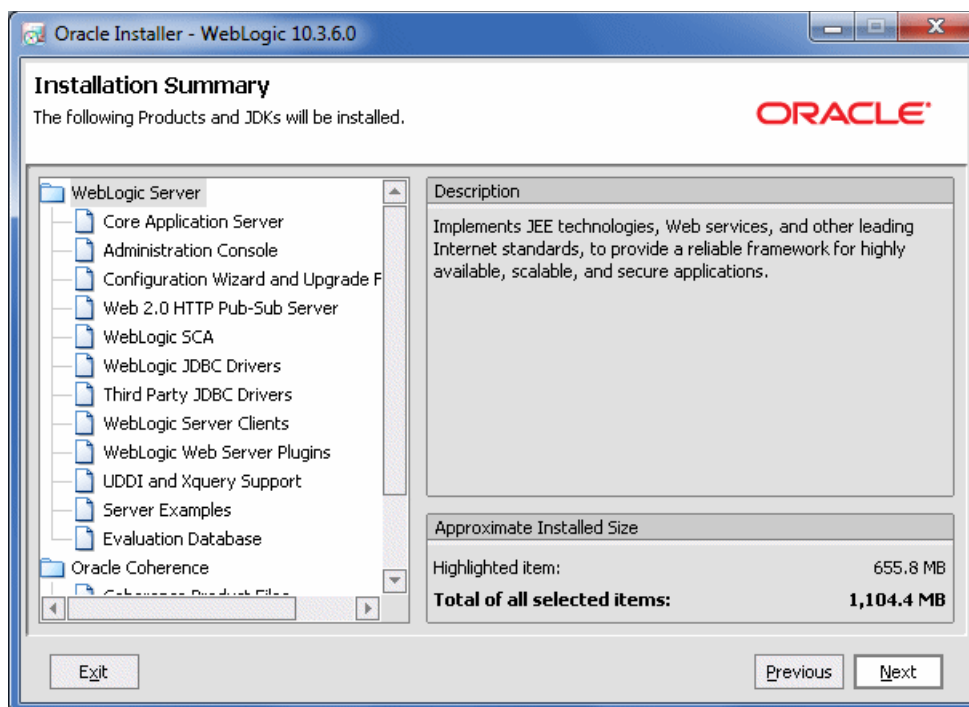 Oracle Installer - WebLogic 10.3.6.0
Installation Summary
The following Products and JDKs will be installed.
ORACLE
WebLogic Server
Core Application Server
Administration Console
Configuration Wizard and Upgrade F
Web 2.0 HTTP Pub-Sub Server
WebLogic SCA
WebLogic JDBC Drivers
Third Party JDBC Drivers
WebLogic Server Clients
WebLogic Web Server Plugins
UDDI and Xquery Support
Server Examples
Evaluation Database
Oracle Coherence
Coherence Product Files
Description
Implements JEE technologies, Web services, and other leading
Internet standards, to provide a reliable framework for highly
available, scalable, and secure applications.
Approximate Installed Size
Highlighted item: 655.8 MB
Total of all selected items: 1,104.4 MB
Exit
Previous
Next